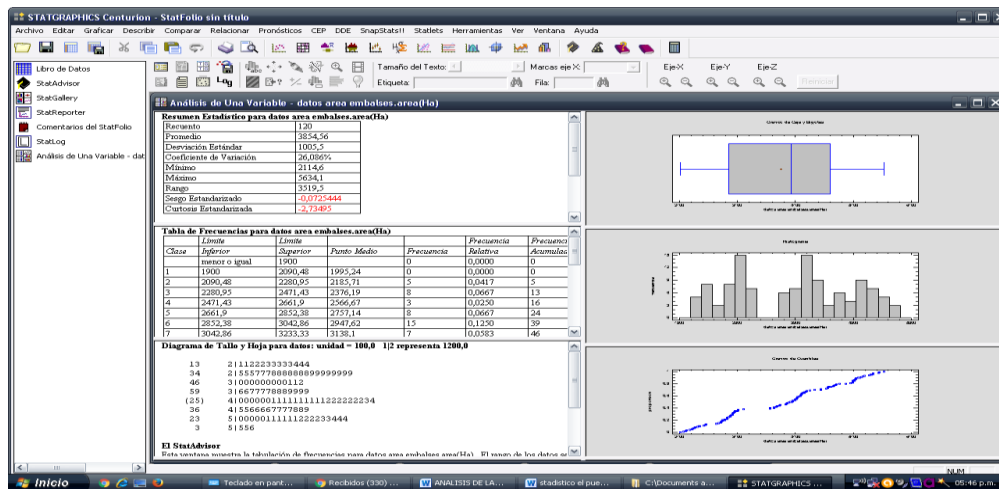 STATGRAPHICS Centurion - StatFolio sin título
Archivo Editar Graficar Describir Comparar Relacionar Pronósticos CEP DDE SnapStats!! Statlets Herramientas Ver Ventana Ayuda
Tamaño del Texto: Marcas eje X: Eje-X Eje-Y Eje-Z
Etiqueta: Fila: Reiniciar
Libro de Datos
StatAdvisor
StatGallery
StatReporter
Comentarios del StatFolio
StatLog
Análisis de Una Variable - dat
Análisis de Una Variable - datos area embalses.area(Ha)
Resumen Estadístico para datos area embalses.area(Ha)
Recuento 120
Promedio 3854,56
Desviación Estándar 1005,5
Coeficiente de Variación 26,086%
Mínimo 2114,6
Máximo 5634,1
Rango 3519,5
Sesgo Estandarizado -0,0725444
Curtosis Estandarizada -2,73495
Tabla de Frecuencias para datos area embalses.area(Ha)
Límite Límite Frecuencia Frecuenci
Clase Inferior Superior Punto Medio Frecuencia Relativa Acumulad
menor o igual 1900 0 0,0000 0
1 1900 2090,48 1995,24 0 0,0000 0
2 2090,48 2280,95 2185,71 5 0,0417 5
3 2280,95 2471,43 2376,19 8 0,0667 13
4 2471,43 2661,9 2566,67 3 0,0250 16
5 2661,9 2852,38 2757,14 8 0,0667 24
6 2852,38 3042,86 2947,62 15 0,1250 39
7 3042,86 3233,33 3138,1 7 0,0583 46
Diagrama de Tallo y Hoja para datos: unidad = 100,0 1|2 representa 1200,0
13 2|1122233333444
34 2|555777888888899999999
46 3|000000000112
59 3|6677778889999
(25) 4|0000001111111111222222234
36 4|5566667777889
23 5|00000111111222233444
3 5|556
El StatAdvisor
Esta ventana muestra la tabulación de frecuencias para datos area embalses.area(Ha). El rango de los datos se
Gráfico de Caja y Bigotes
Histograma
frecuencia
Gráfico de Cuantiles
proporción
NUM
Inicio
Teclado en pant...
Recibidos (330) ...
ANALISIS DE LA...
stadistico el pue...
C:\Documents a...
STATGRAPHICS ...
05:46 p.m.